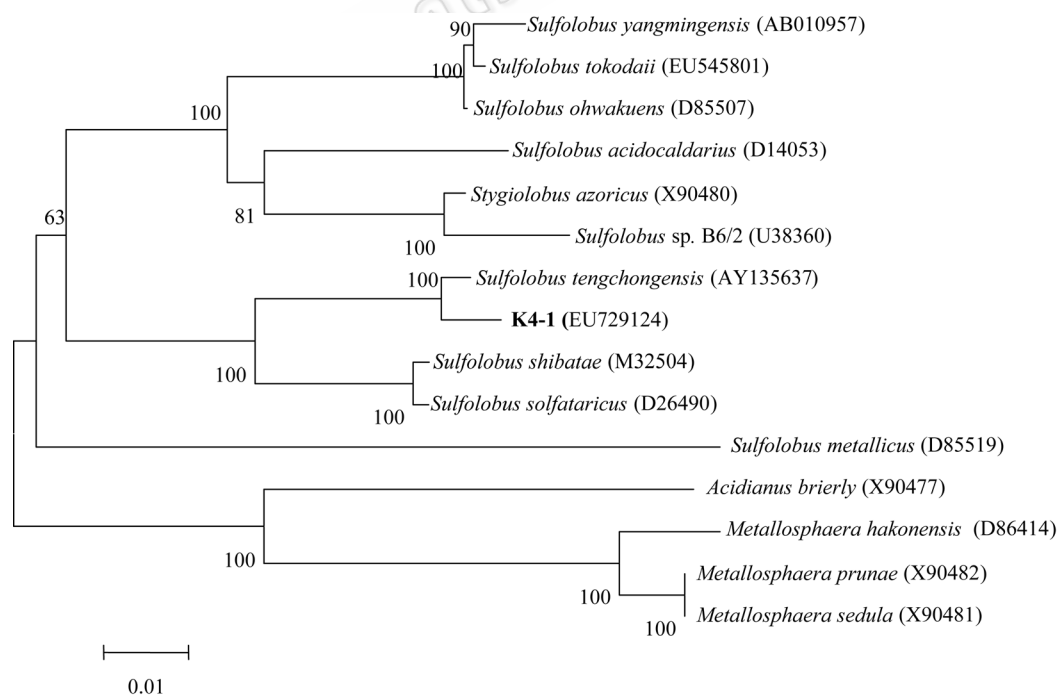 90
Sulfolobus yangmingensis (AB010957)
100
Sulfolobus tokodaii (EU545801)
Sulfolobus ohwakuens (D85507)
100
Sulfolobus acidocaldarius (D14053)
Stygiolobus azoricus (X90480)
63
81
Sulfolobus sp. B6/2 (U38360)
100
100
Sulfolobus tengchongensis (AY135637)
K4-1 (EU729124)
Sulfolobus shibatae (M32504)
100
Sulfolobus solfataricus (D26490)
100
Sulfolobus metallicus (D85519)
Acidianus brierly (X90477)
Metallosphaera hakonensis (D86414)
100
Metallosphaera prunae (X90482)
100
Metallosphaera sedula (X90481)
100
0.01